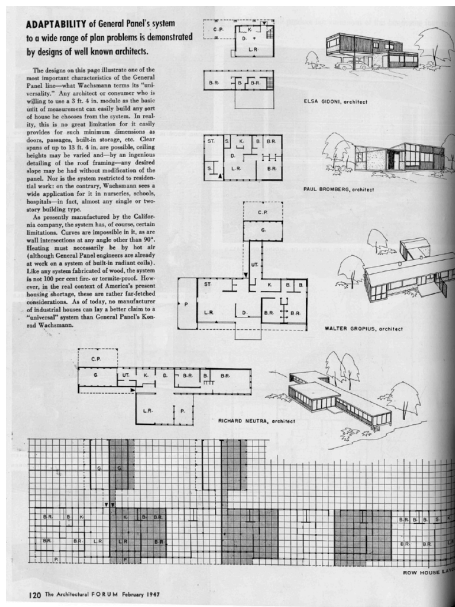 ADAPTABILITY of General Panel's system
to a wide range of plan problems is demonstrated
by designs of well known architects.
The designs on this page illustrate one of the
most important characteristics of the General
Panel line—what Wachsmann terms its "uni-
versality." Any architect or consumer who is
willing to use a 3 ft. 4 in. module as the basic
unit of measurement can easily build any sort
of house he chooses from the system. In real-
ity, this is no great limitation for it easily
provides for such minimum dimensions as
doors, passages, built-in storage, etc. Clear
spans of up to 13 ft. 4 in. are possible, ceiling
heights may be varied and—by an ingenious
detailing of the roof framing—any desired
slope may be had without modification of the
panel. Nor is the system restricted to residen-
tial work: on the contrary, Wachsmann sees a
wide application for it in nurseries, schools,
hospitals—in fact, almost any single or two-
story building type.
As presently manufactured by the Califor-
nia company, the system has, of course, certain
limitations. Curves are impossible in it, as are
wall intersections at any angle other than 90°.
Heating must necessarily be by hot air
(although General Panel engineers are already
at work on a system of built-in radiant coils).
Like any system fabricated of wood, the system
is not 100 per cent fire- or termite-proof. How-
ever, in the real context of America's present
housing shortage, these are rather far-fetched
considerations. As of today, no manufacturer
of industrial houses can lay a better claim to a
"universal" system than General Panel's Kon-
rad Wachsmann.
C.P. K.
D.
L.R.
B.R. B. B.R.
ELSA GIDONI, architect
ST. S. K. B. B.R.
D.
S. L.R. B.R.
PAUL BROMBERG, architect
C.P.
G.
UT.
ST. K. B. B.
P. L.R. D. B.R. B.R.
WALTER GROPIUS, architect
C.P.
G. UT. K. D. B.R. B. B.R.
L.R. P.
RICHARD NEUTRA, architect
G. G.
B.R. B. K. K. B. B.R. B.R. B. B. B.
B.R. B.R. L.R. L.R. B.R. L.R.
P. P.
ROW HOUSE
120 The Architectural FORUM February 1947